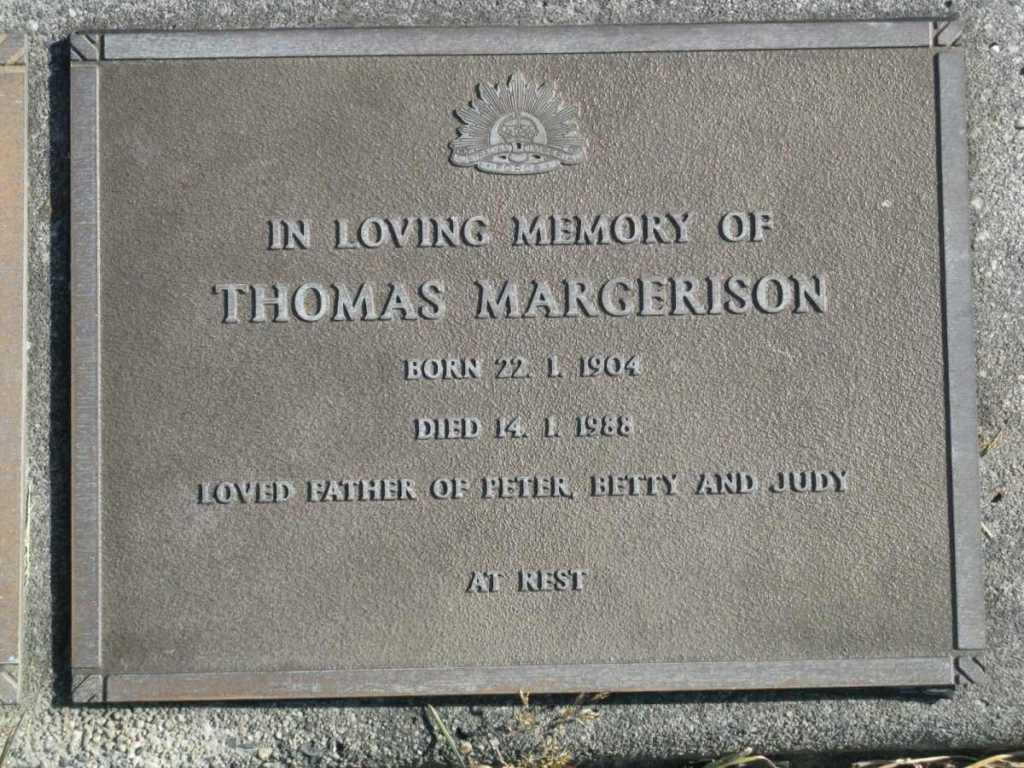 IN LOVING MEMORY OF
THOMAS MARGERISON
BORN 22. 1. 1904
DIED 14. 1. 1988
LOVED FATHER OF PETER, BETTY AND JUDY
AT REST